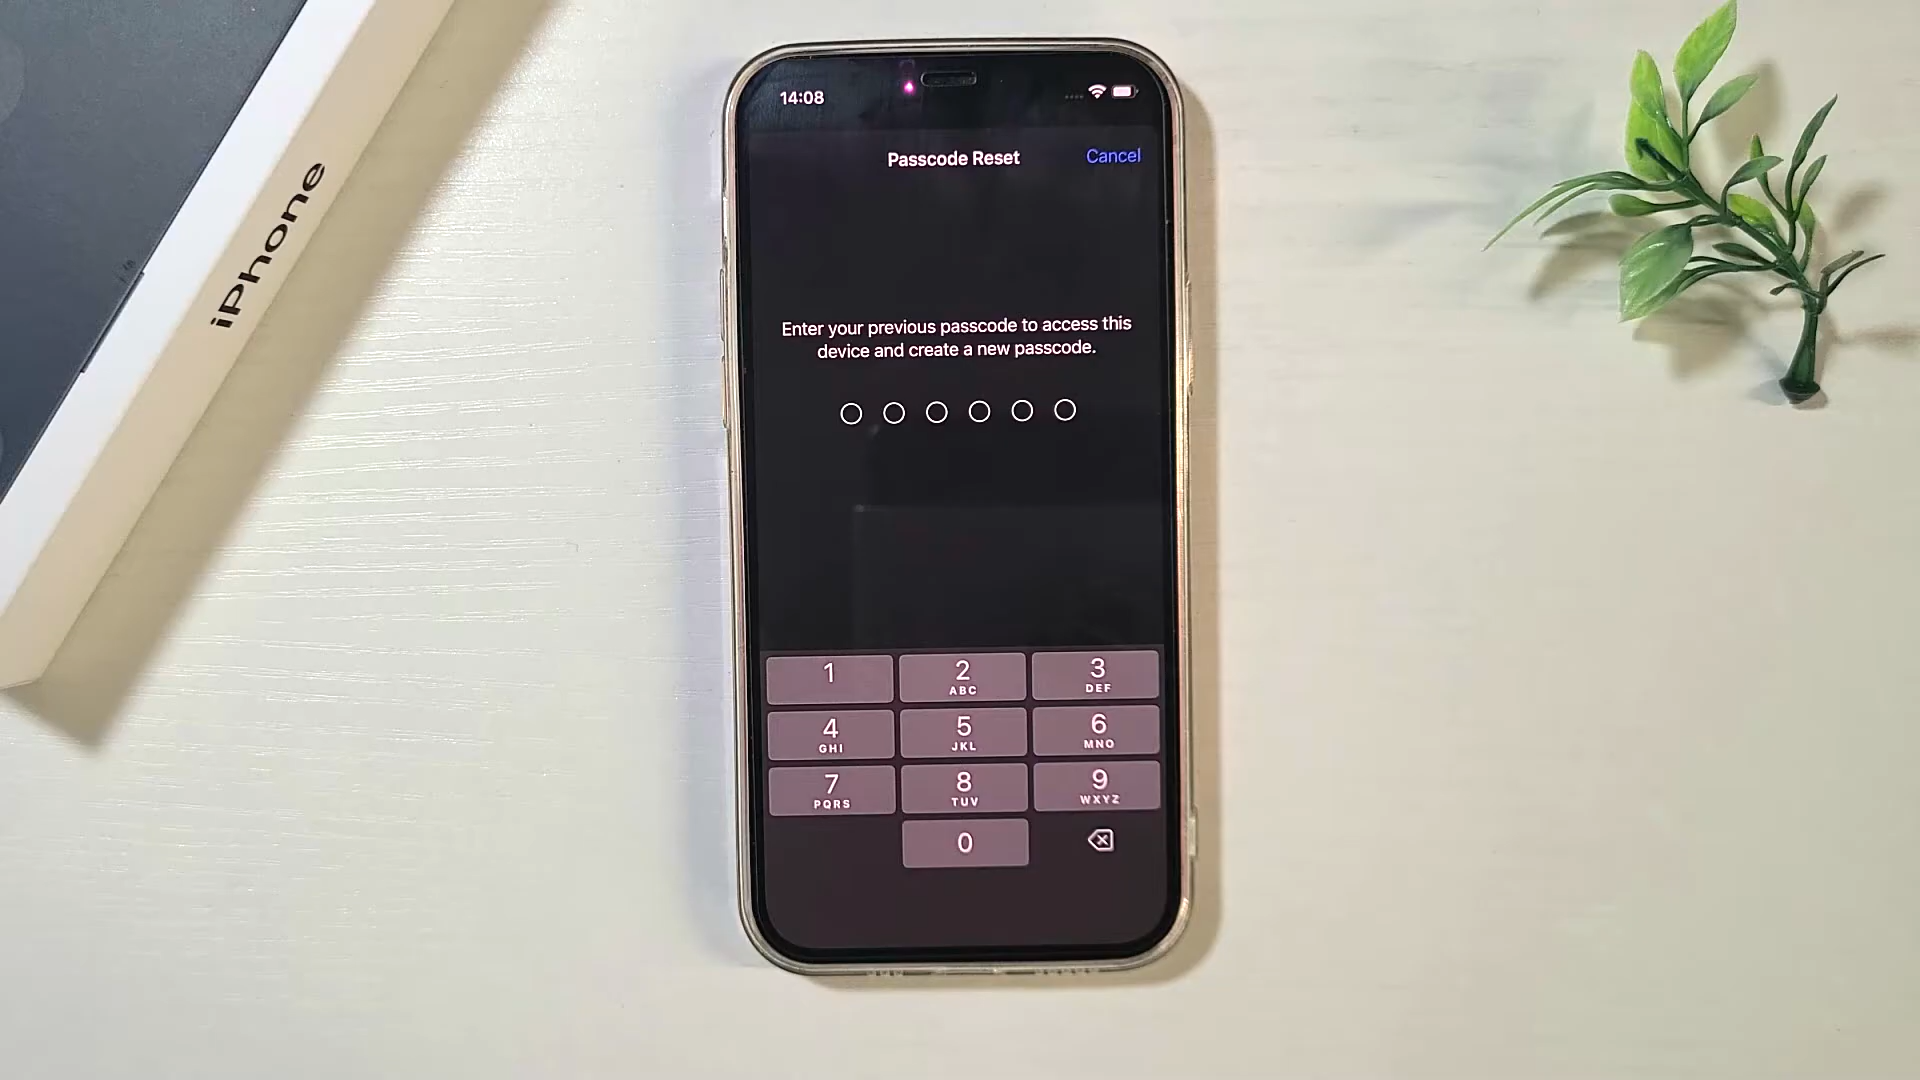 iPhone
14:08
Passcode Reset
Cancel
Enter your previous passcode to access this
device and create a new passcode.
1
2
ABC
3
DEF
4
GHI
5
JKL
6
MNO
7
PQRS
8
TUV
9
WXYZ
0